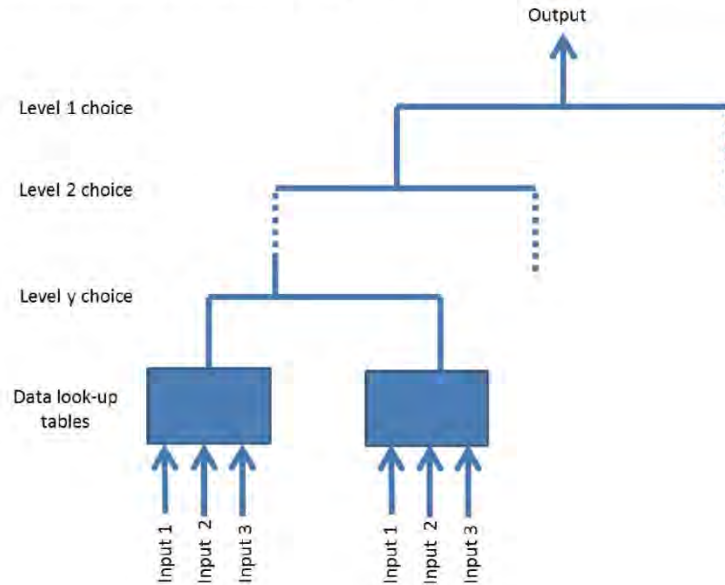 Output
Level 1 choice
Level 2 choice
Level y choice
Data look-up
tables
Input 1
Input 2
Input 3
Input 1
Input 2
Input 3